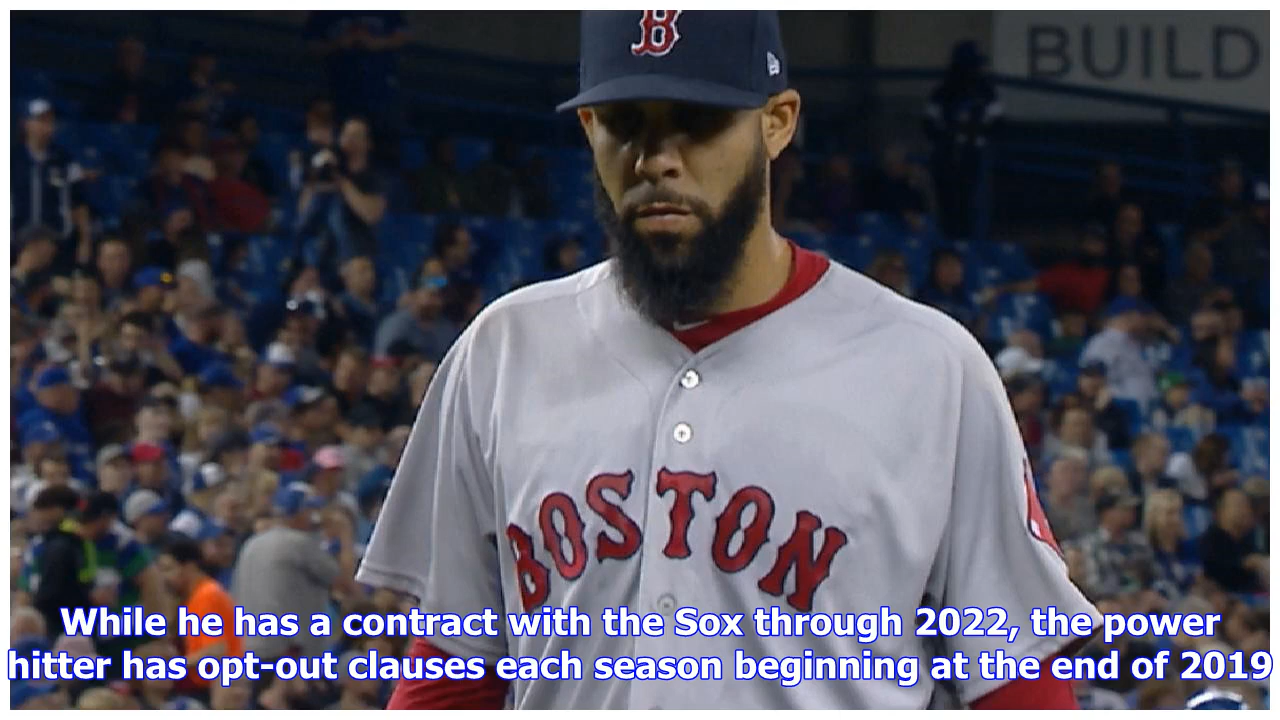 B
BUILD
BOSTON
While he has a contract with the Sox through 2022, the power
hitter has opt-out clauses each season beginning at the end of 2019